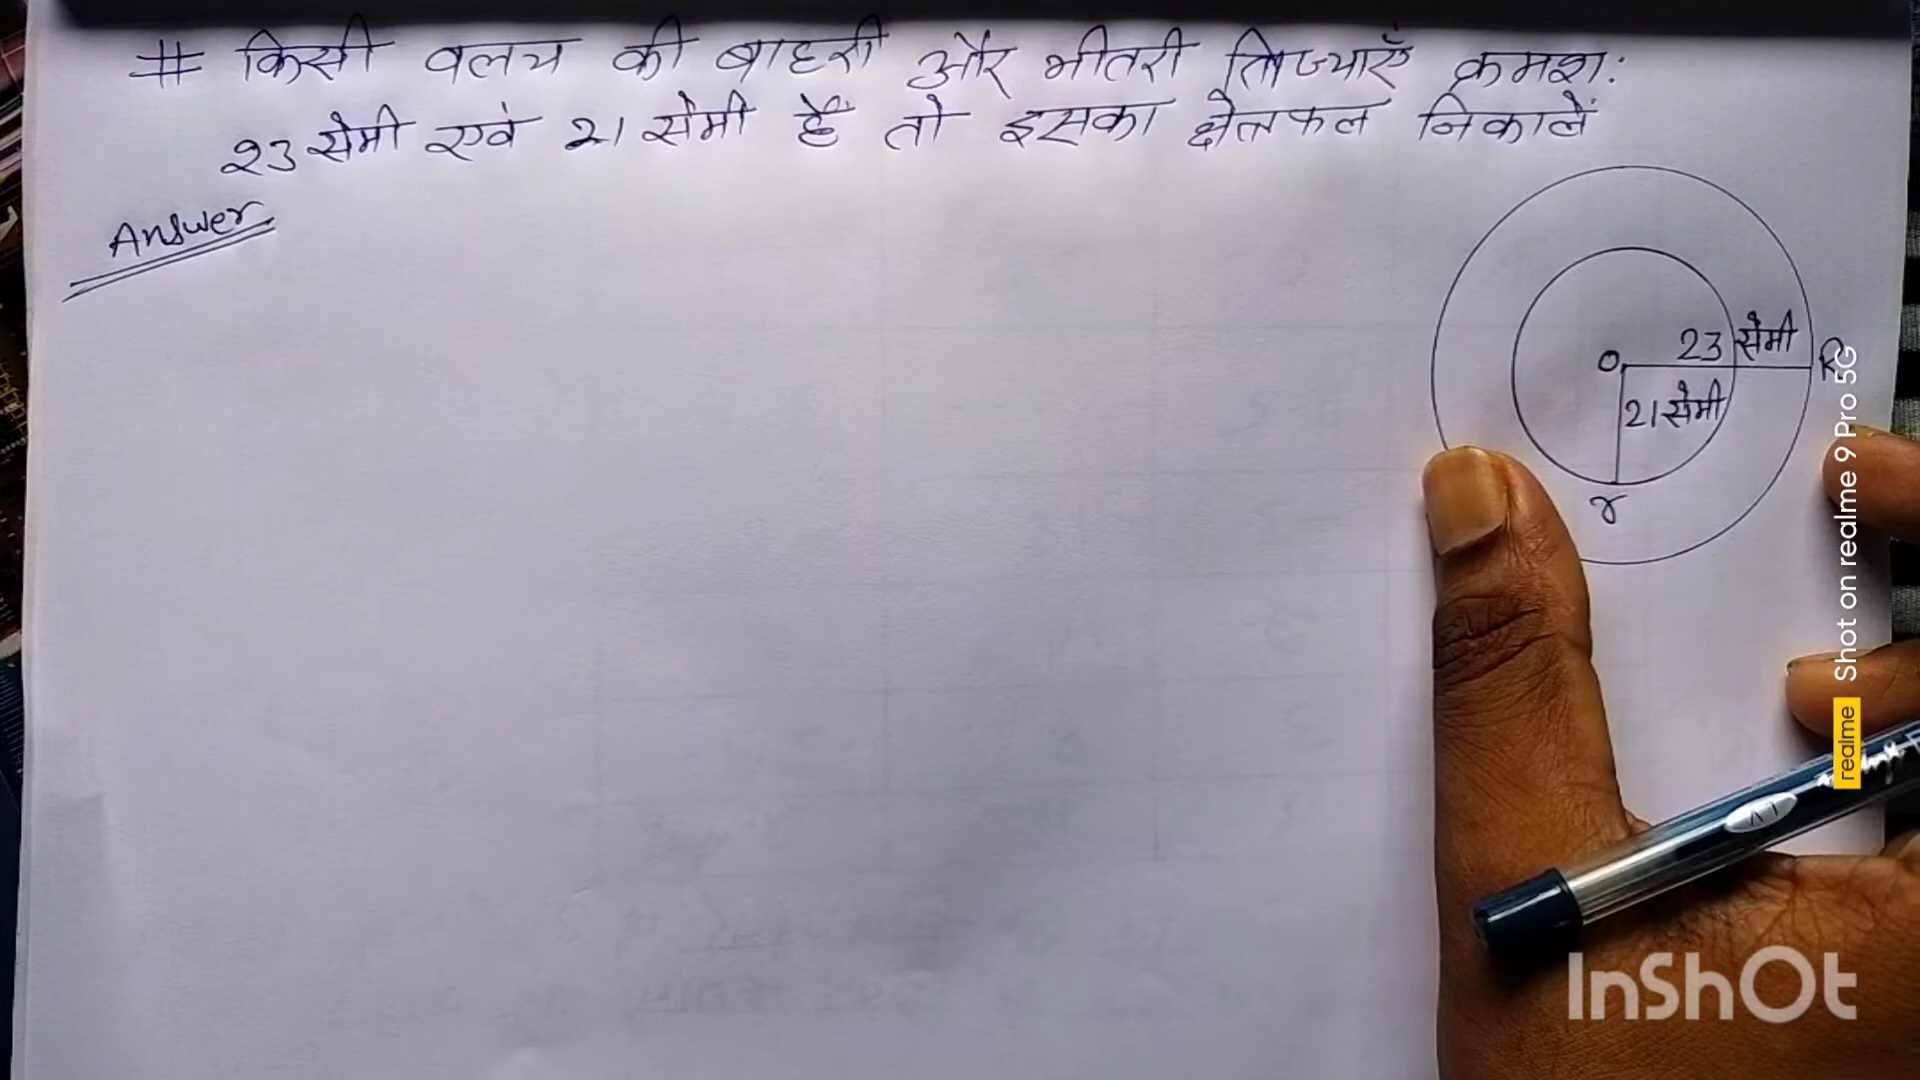 # किसी वलय की बाहरी और भीतरी त्रिज्याएँ क्रमश:
23 सेमी एवं 21 सेमी हैं तो इसका क्षेत्रफल निकालें
Answer
23 सेमी
O
R
21 सेमी
r
realme Shot on realme 9 Pro 5G
InShOt